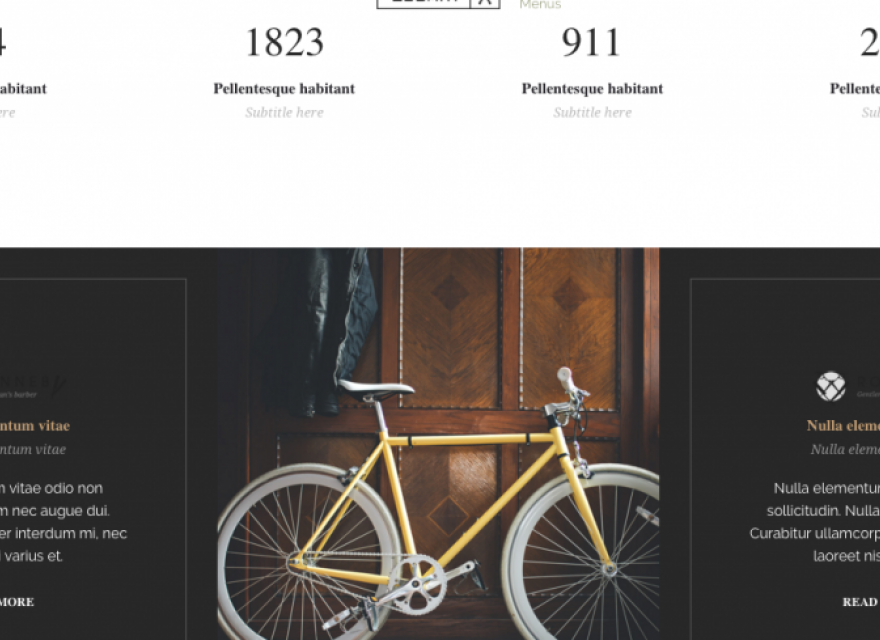 Menus
4
1823
911
2
abitant
Pellentesque habitant
Pellentesque habitant
Pellente
ere
Subtitle here
Subtitle here
Sub
ntum vitae
ntum vitae
m vitae odio non
m nec augue dui.
er interdum mi, nec
i varius et.
MORE
Nulla eleme
Nulla eleme
Nulla elementur
sollicitudin. Nulla
Curabitur ullamcorp
laoreet nis
READ